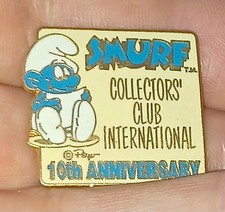 SMURF TM
COLLECTORS'
CLUB
INTERNATIONAL
© Peyo
10th ANNIVERSARY